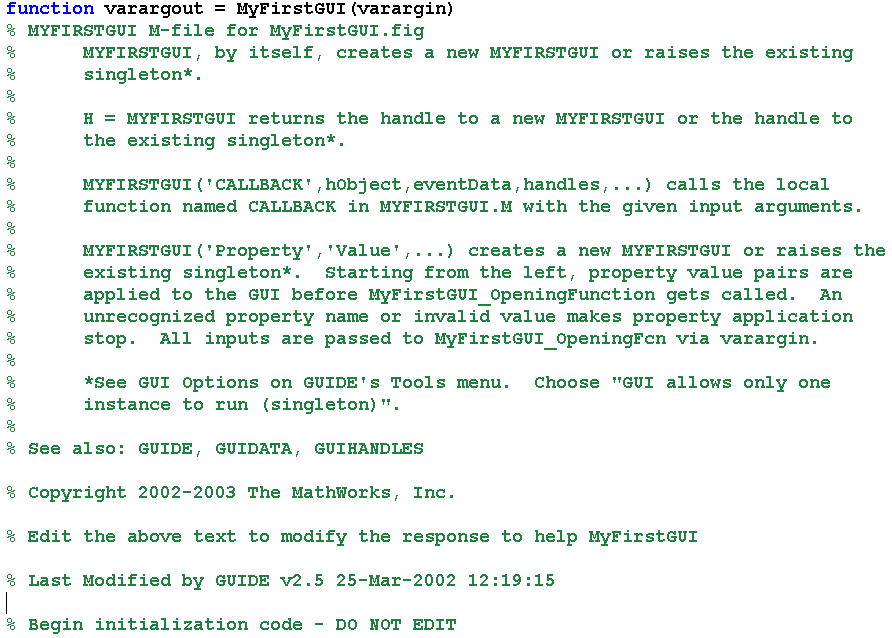 function varargout = MyFirstGUI(varargin)
% MYFIRSTGUI M-file for MyFirstGUI.fig
%      MYFIRSTGUI, by itself, creates a new MYFIRSTGUI or raises the existing
%      singleton*.
%
%      H = MYFIRSTGUI returns the handle to a new MYFIRSTGUI or the handle to
%      the existing singleton*.
%
%      MYFIRSTGUI('CALLBACK',hObject,eventData,handles,...) calls the local
%      function named CALLBACK in MYFIRSTGUI.M with the given input arguments.
%
%      MYFIRSTGUI('Property','Value',...) creates a new MYFIRSTGUI or raises the
%      existing singleton*.  Starting from the left, property value pairs are
%      applied to the GUI before MyFirstGUI_OpeningFunction gets called.  An
%      unrecognized property name or invalid value makes property application
%      stop.  All inputs are passed to MyFirstGUI_OpeningFcn via varargin.
%
%      *See GUI Options on GUIDE's Tools menu.  Choose "GUI allows only one
%      instance to run (singleton)".
%
% See also: GUIDE, GUIDATA, GUIHANDLES

% Copyright 2002-2003 The MathWorks, Inc.

% Edit the above text to modify the response to help MyFirstGUI

% Last Modified by GUIDE v2.5 25-Mar-2002 12:19:15

% Begin initialization code - DO NOT EDIT